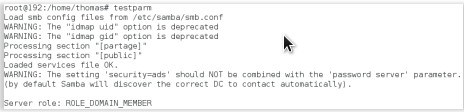 root@192:/home/thomas# testparm
Load smb config files from /etc/samba/smb.conf
WARNING: The "idmap uid" option is deprecated
WARNING: The "idmap gid" option is deprecated
Processing section "[partage]"
Processing section "[public]"
Loaded services file OK.
WARNING: The setting 'security=ads' should NOT be combined with the 'password server' parameter.
(by default Samba will discover the correct DC to contact automatically).
Server role: ROLE_DOMAIN_MEMBER